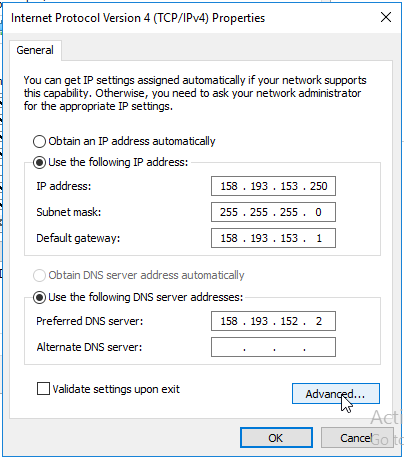 Internet Protocol Version 4 (TCP/IPv4) Properties
General
You can get IP settings assigned automatically if your network supports
this capability. Otherwise, you need to ask your network administrator
for the appropriate IP settings.
Obtain an IP address automatically
Use the following IP address:
IP address: 158 . 193 . 153 . 250
Subnet mask: 255 . 255 . 255 . 0
Default gateway: 158 . 193 . 153 . 1
Obtain DNS server address automatically
Use the following DNS server addresses:
Preferred DNS server: 158 . 193 . 152 . 2
Alternate DNS server: . . .
Validate settings upon exit
Advanced...
OK
Cancel
Go to